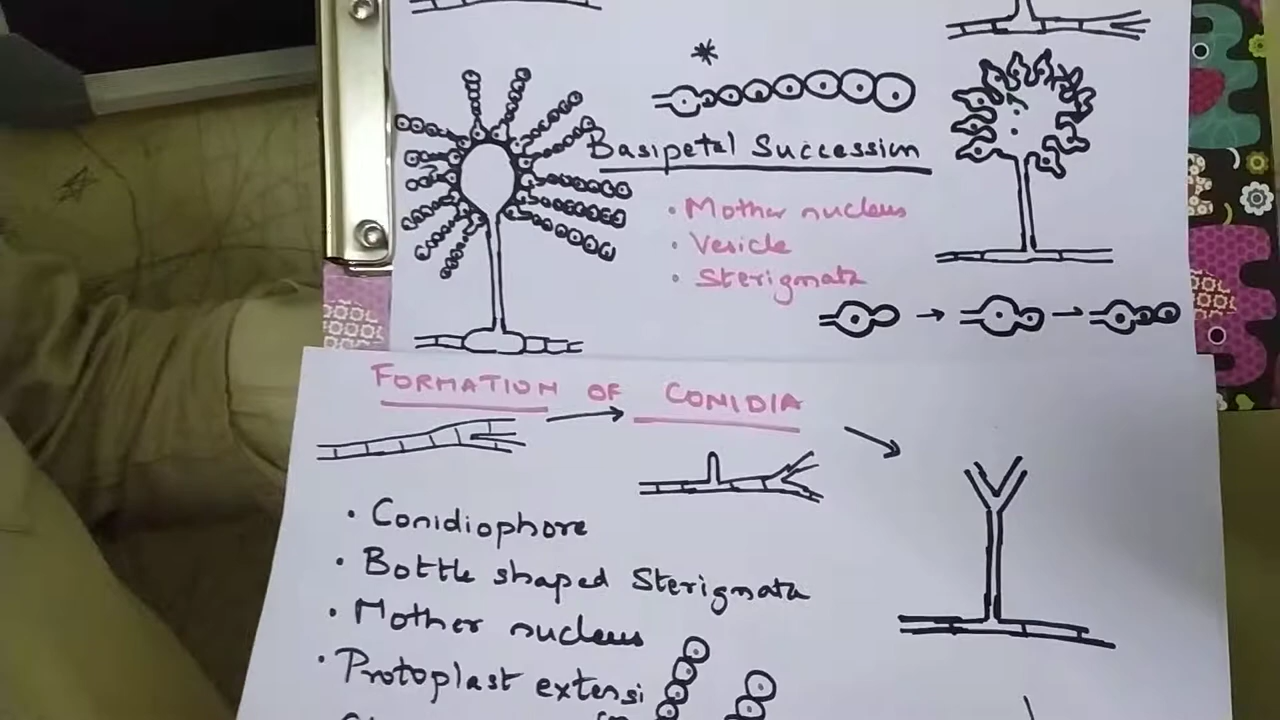 *
Basipetal Succession
• Mother nucleus
• Vesicle
• Sterigmata
FORMATION OF CONIDIA
• Conidiophore
• Bottle shaped Sterigmata
• Mother nucleus
• Protoplast extensi